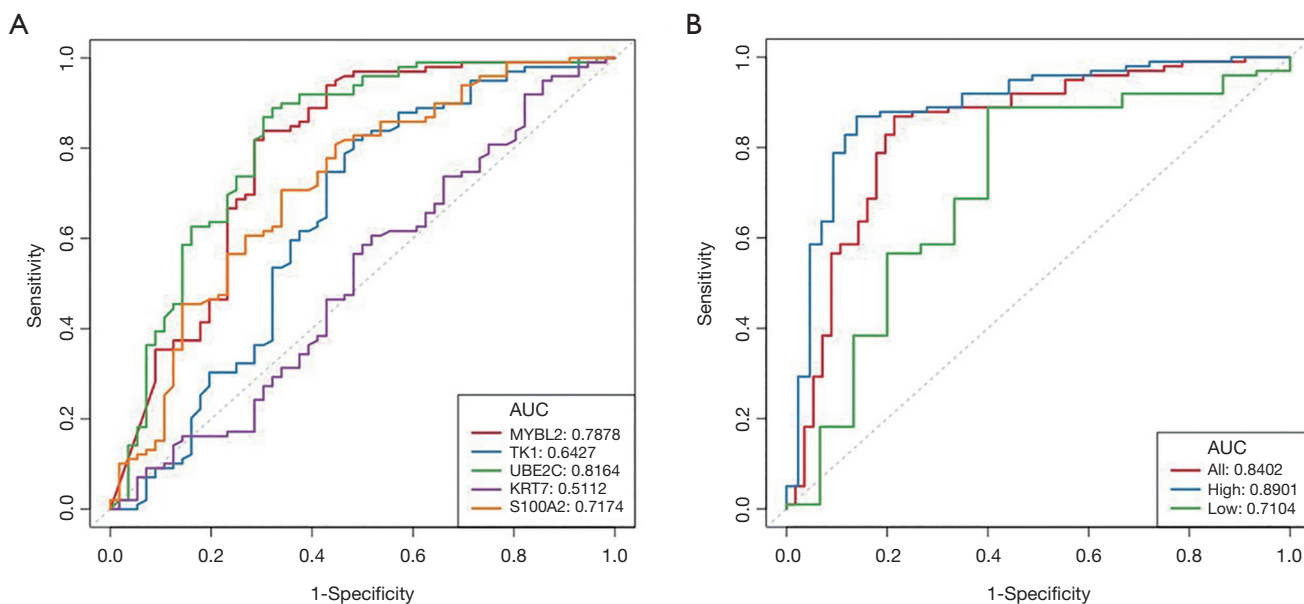 A
Sensitivity
1.0
0.8
0.6
0.4
0.2
0.0
AUC
MYBL2: 0.7878
TK1: 0.6427
UBE2C: 0.8164
KRT7: 0.5112
S100A2: 0.7174
0.0 0.2 0.4 0.6 0.8 1.0
1-Specificity
B
Sensitivity
1.0
0.8
0.6
0.4
0.2
0.0
AUC
All: 0.8402
High: 0.8901
Low: 0.7104
0.0 0.2 0.4 0.6 0.8 1.0
1-Specificity